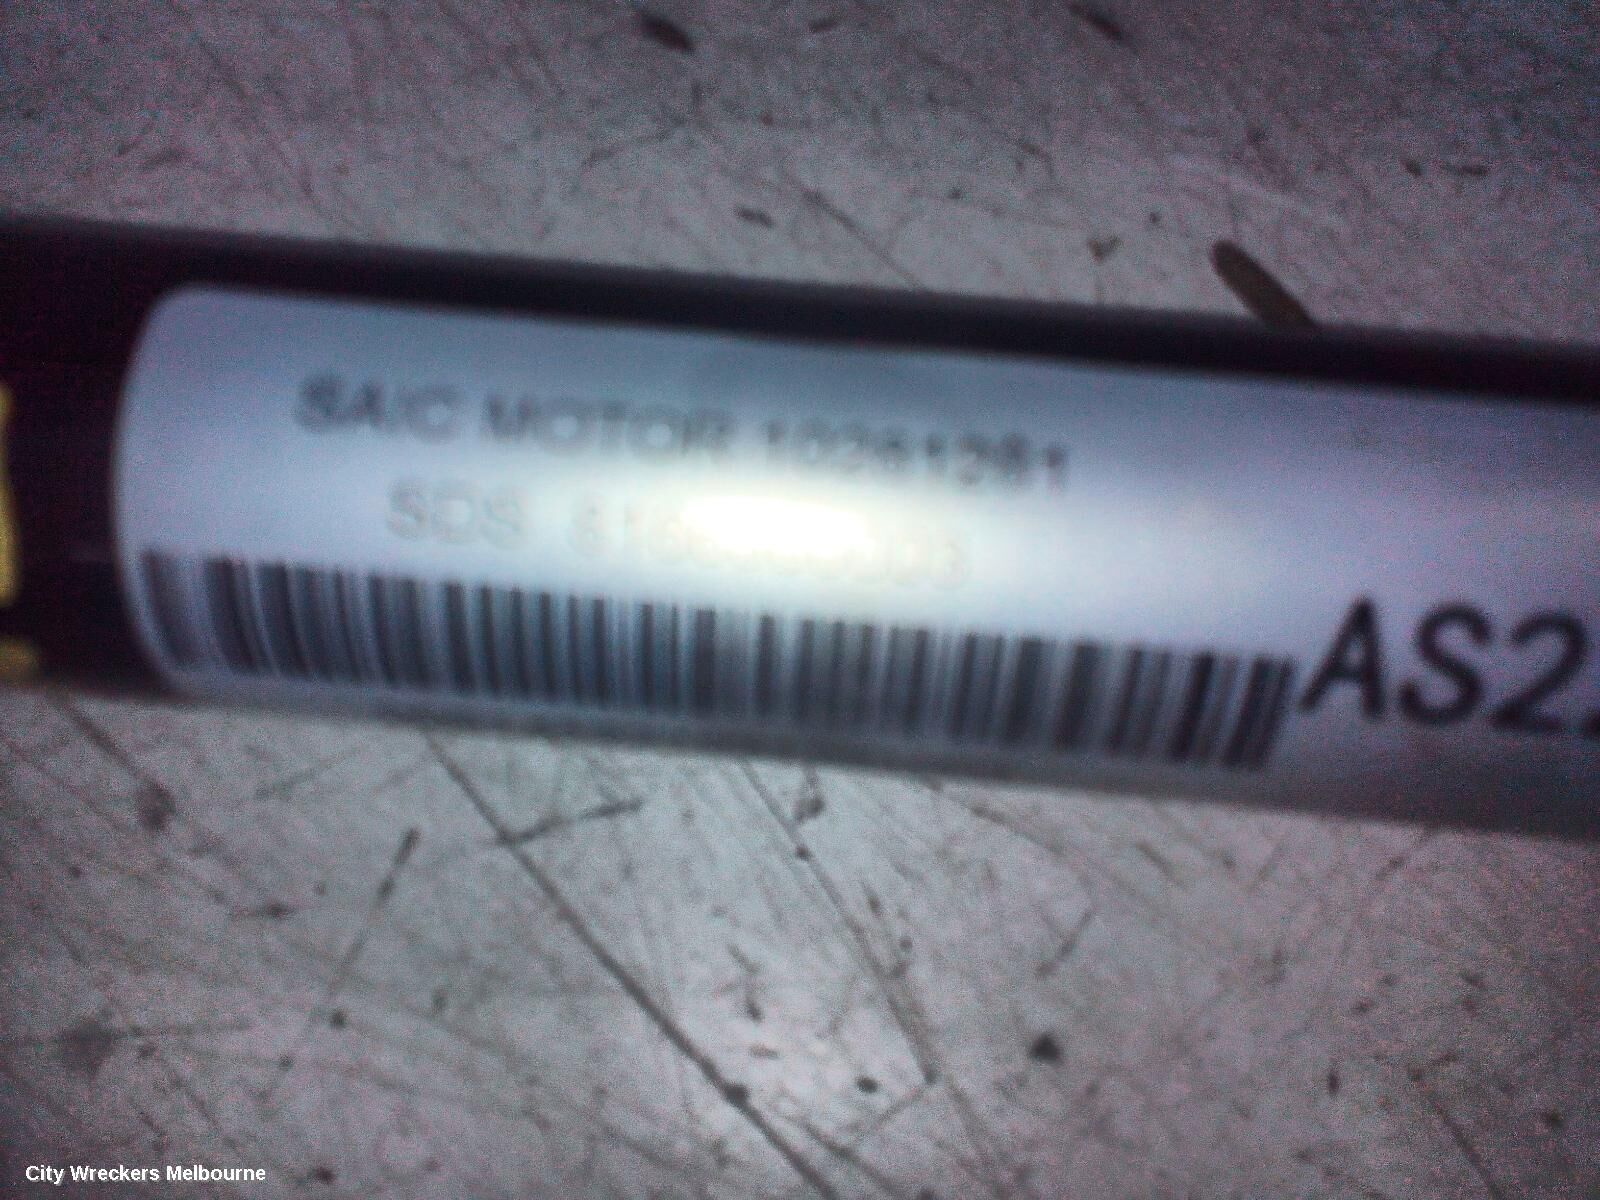 SAIC MOTOR 10261281
SDS
AS2
City Wreckers Melbourne